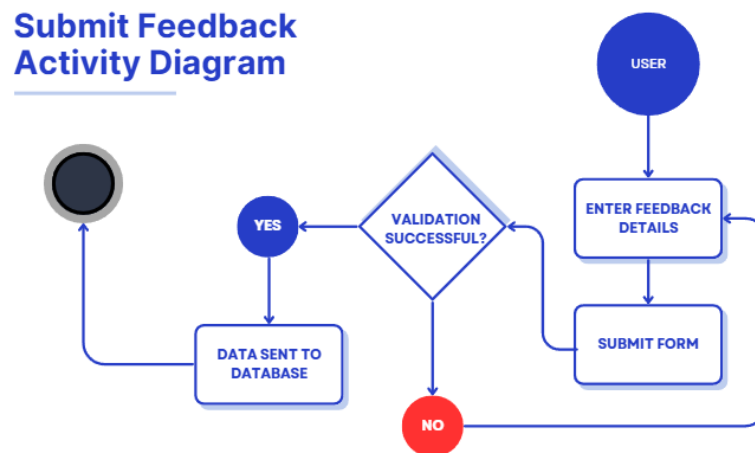 Submit Feedback
Activity Diagram
USER
ENTER FEEDBACK
DETAILS
SUBMIT FORM
VALIDATION
SUCCESSFUL?
YES
DATA SENT TO
DATABASE
NO